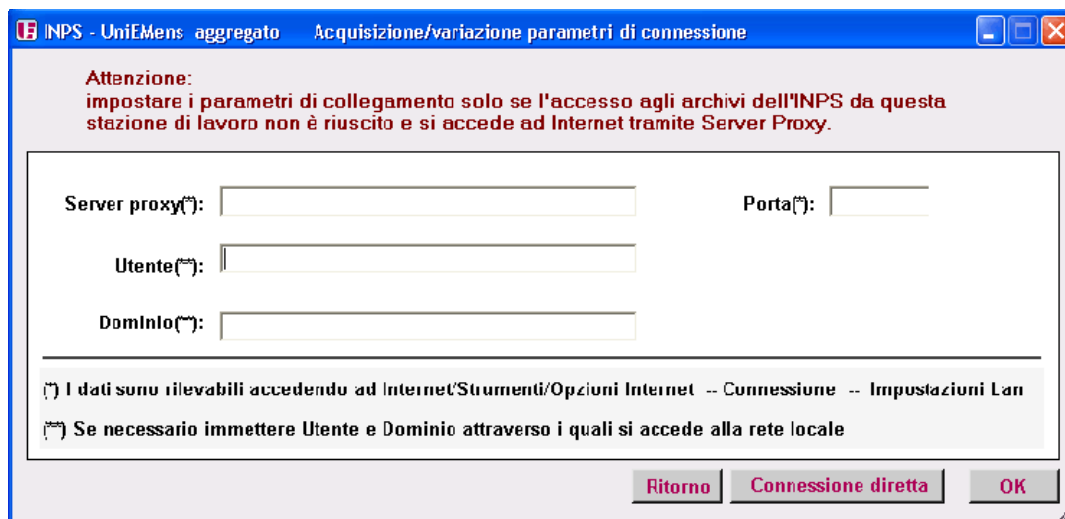 INPS - UniEMens aggregato Acquisizione/variazione parametri di connessione
Attenzione:
impostare i parametri di collegamento solo se l'accesso agli archivi dell'INPS da questa
stazione di lavoro non è riuscito e si accede ad Internet tramite Server Proxy.
Server proxy(*): Porta(*):
Utente(**):
Dominio(**):
(*) I dati sono rilevabili accedendo ad Internet/Strumenti/Opzioni Internet -- Connessione -- Impostazioni Lan
(**) Se necessario immettere Utente e Dominio attraverso i quali si accede alla rete locale
Ritorno Connessione diretta OK